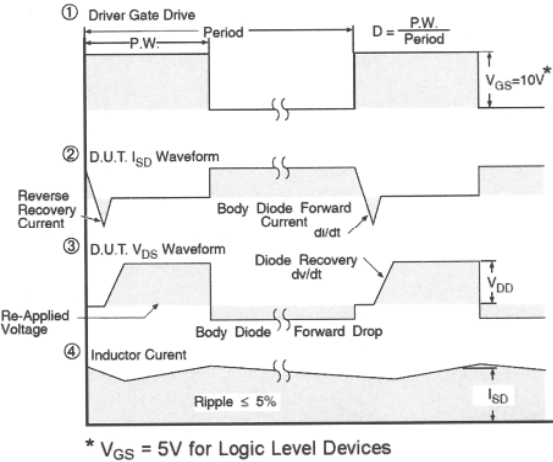 ① Driver Gate Drive
P.W.
Period
D = P.W.
Period
VGS=10V*
② D.U.T. ISD Waveform
Reverse
Recovery
Current
Body Diode Forward
Current
di/dt
③ D.U.T. VDS Waveform
Diode Recovery
dv/dt
VDD
Re-Applied
Voltage
Body Diode Forward Drop
④ Inductor Curent
Ripple ≤ 5%
ISD
* VGS = 5V for Logic Level Devices